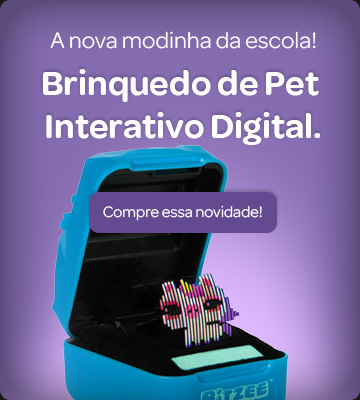 A nova modinha da escola!
Brinquedo de Pet
Interativo Digital.
Compre essa novidade!
BiTZEE